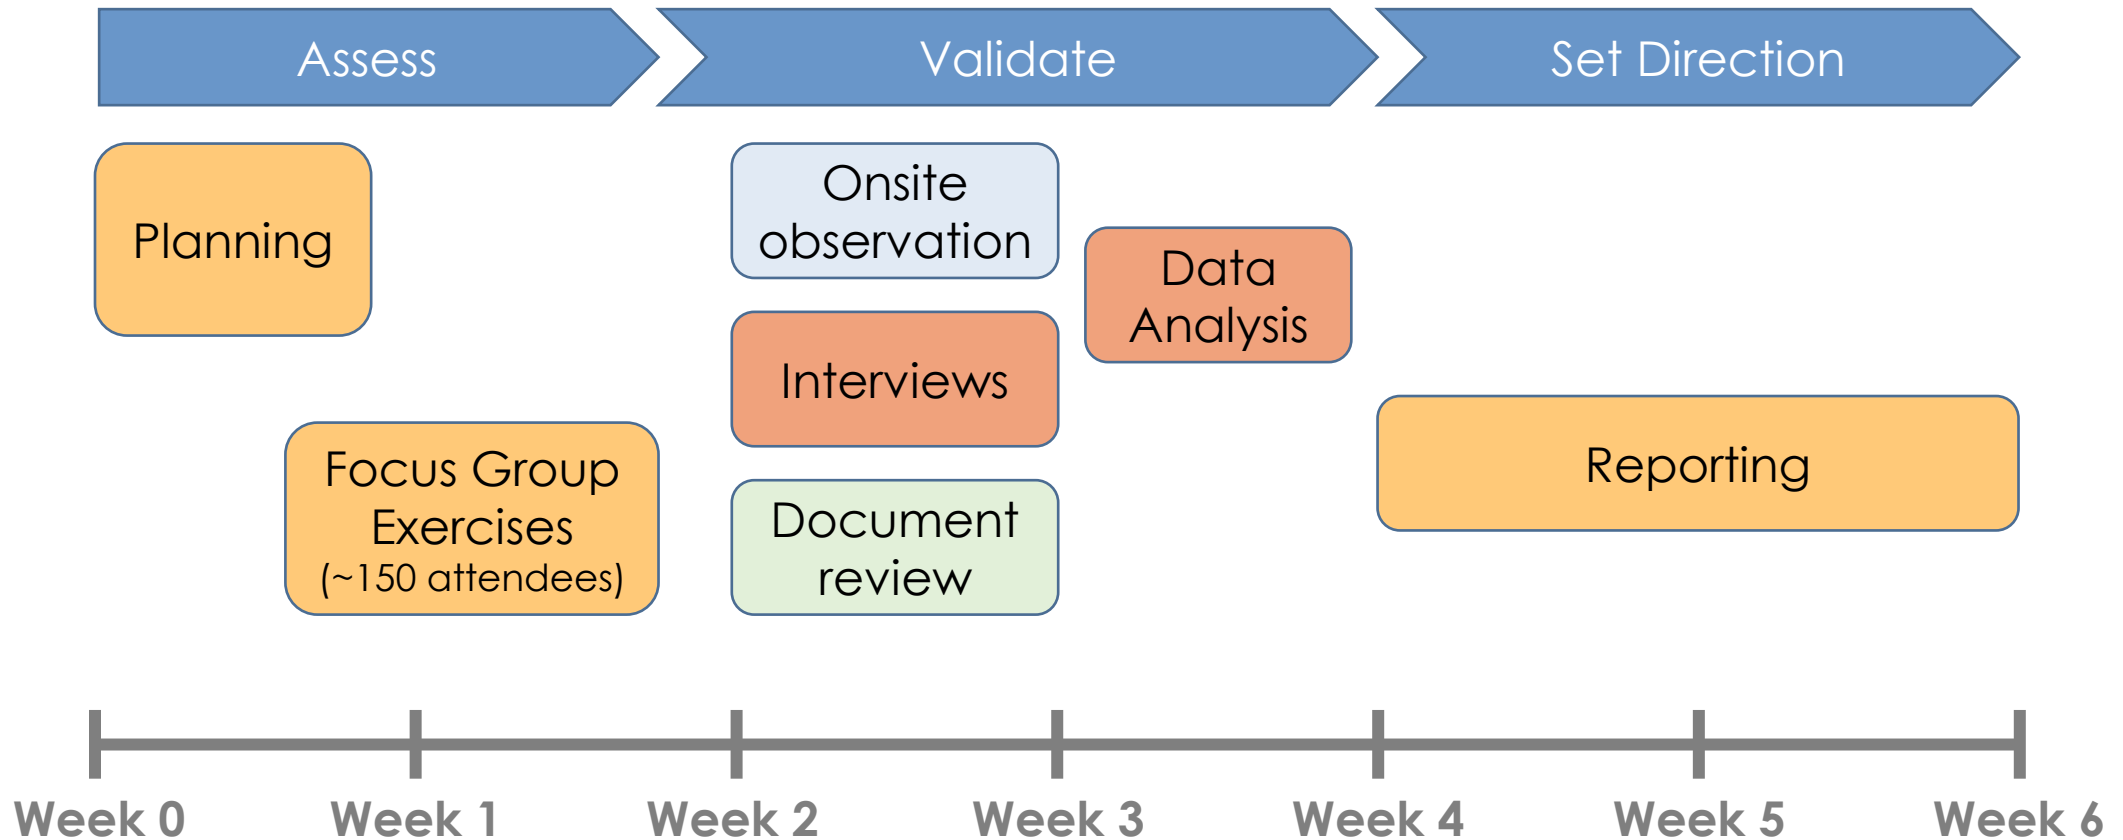 Assess
Validate
Set Direction
Planning
Onsite
observation
Data
Analysis
Interviews
Focus Group
Exercises
(~150 attendees)
Document
review
Reporting
Week 0
Week 1
Week 2
Week 3
Week 4
Week 5
Week 6